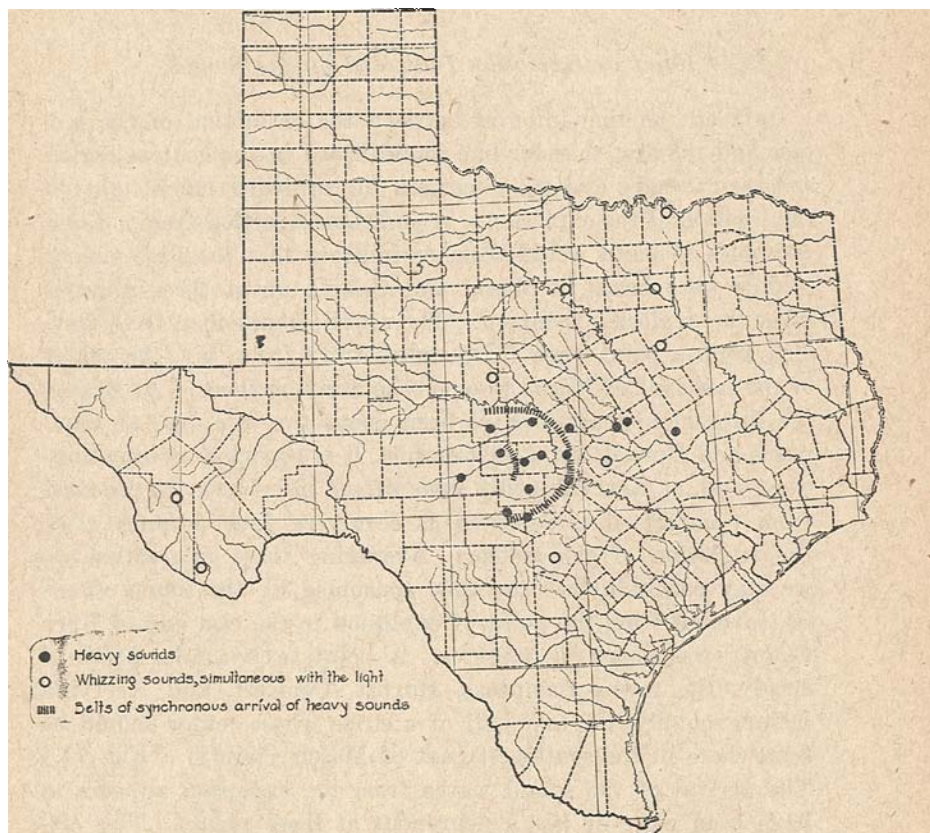 Heavy sounds
Whizzing sounds, simultaneous with the light
Belts of synchronous arrival of heavy sounds